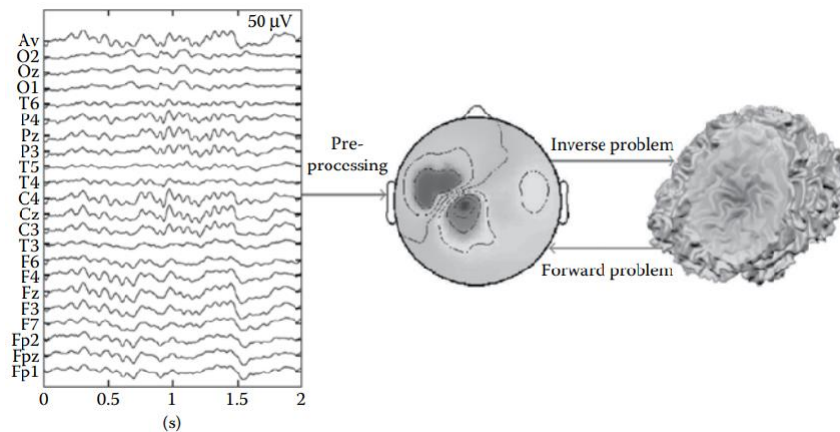 50 μV
Av
O2
Oz
O1
T6
P4
Pz
P3
T5
T4
C4
Cz
C3
T3
F6
F4
Fz
F3
F7
Fp2
Fpz
Fp1
0 0.5 1 1.5 2
(s)
Pre-
processing
Inverse problem
Forward problem